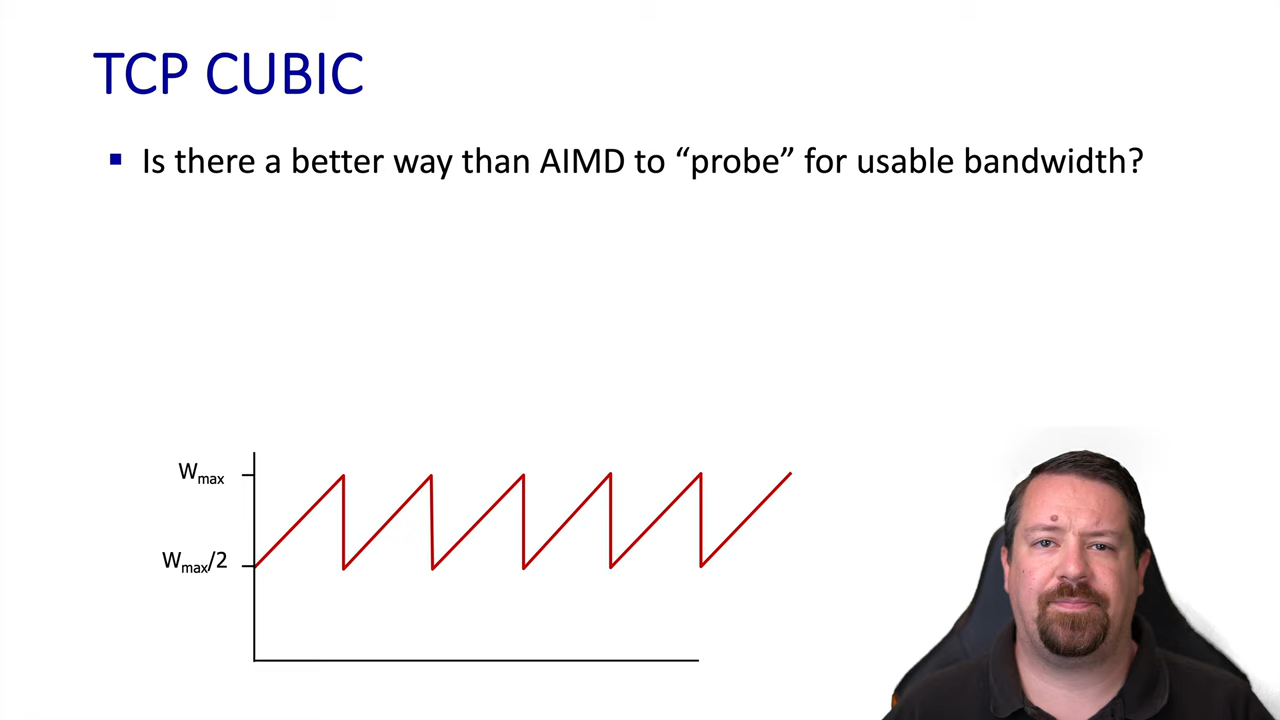 TCP CUBIC
▪ Is there a better way than AIMD to “probe” for usable bandwidth?
Wmax
Wmax/2